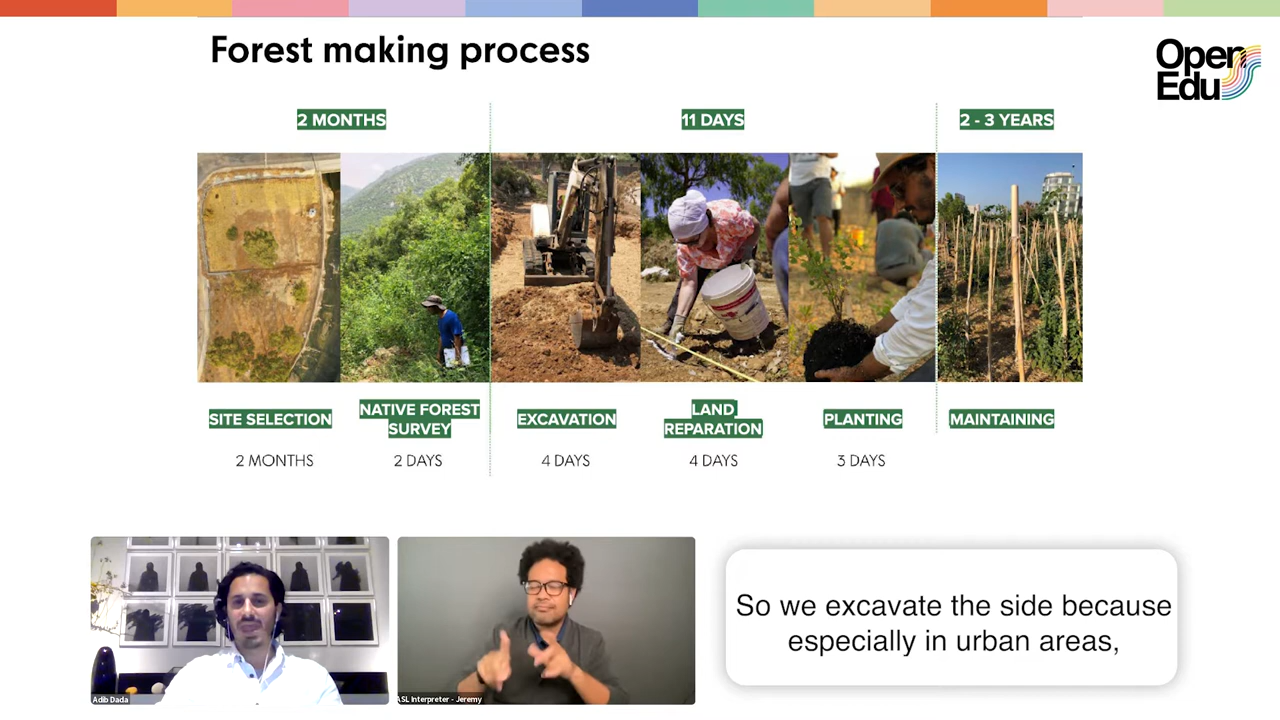 Forest making process
Open
Edu
2 MONTHS
11 DAYS
2 - 3 YEARS
SITE SELECTION
NATIVE FOREST
SURVEY
EXCAVATION
LAND
REPARATION
PLANTING
MAINTAINING
2 MONTHS
2 DAYS
4 DAYS
4 DAYS
3 DAYS
Adib Dada
ASL Interpreter - Jeremy
So we excavate the side because
especially in urban areas,